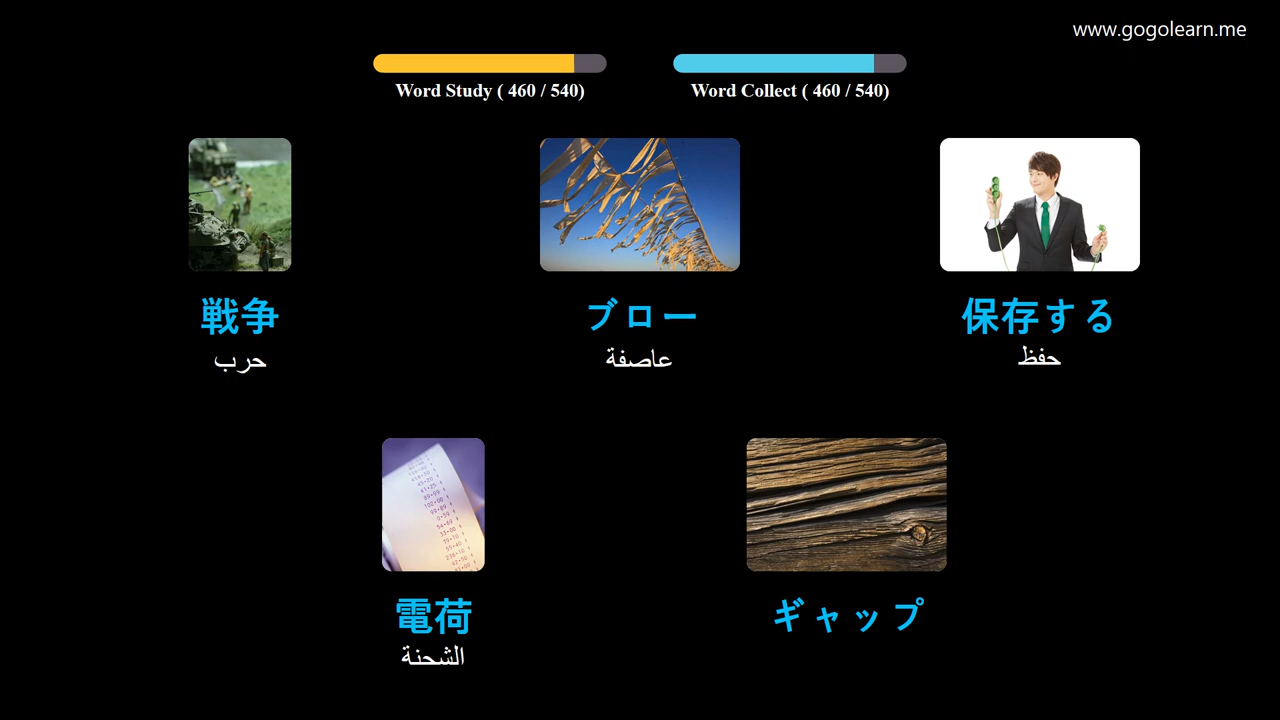 www.gogolearn.me
Word Study ( 460 / 540)
Word Collect ( 460 / 540)
戦争
حرب
ブロー
عاصفة
保存する
حفظ
電荷
الشحنة
ギャップ